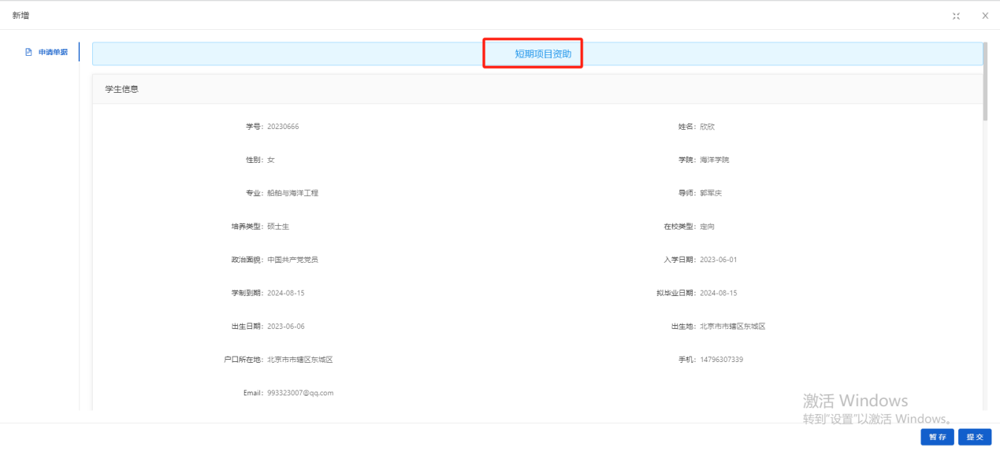 新增
申请单据
短期项目资助
学生信息
学号：20230666 姓名：欣欣
性别：女 学院：海洋学院
专业：船舶与海洋工程 导师：郭军庆
培养类型：硕士生 在校类型：定向
政治面貌：中国共产党党员 入学日期：2023-06-01
学制到期：2024-08-15 拟毕业日期：2024-08-15
出生日期：2023-06-06 出生地：北京市市辖区东城区
户口所在地：北京市市辖区东城区 手机：14796307339
Email：993323007@qq.com
激活 Windows
转到"设置"以激活 Windows。
暂存 提交